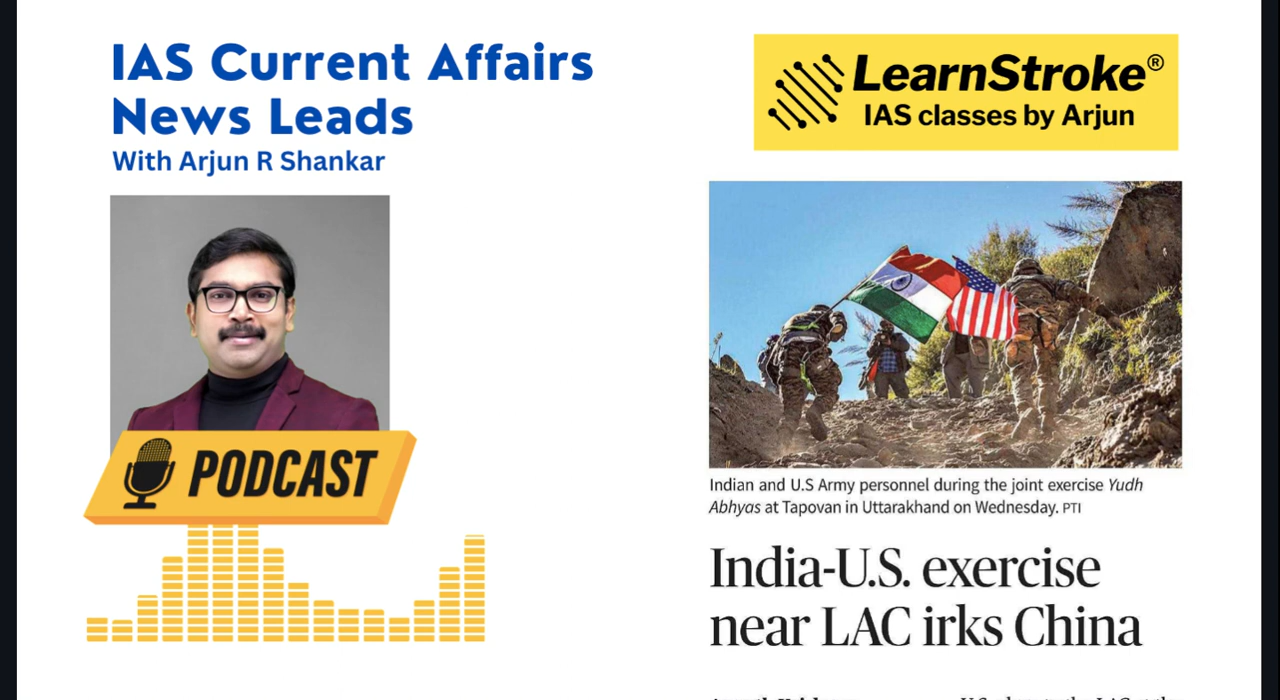 IAS Current Affairs
News Leads
With Arjun R Shankar
PODCAST
LearnStroke®
IAS classes by Arjun
Indian and U.S Army personnel during the joint exercise Yudh
Abhyas at Tapovan in Uttarakhand on Wednesday. PTI
India-U.S. exercise
near LAC irks China